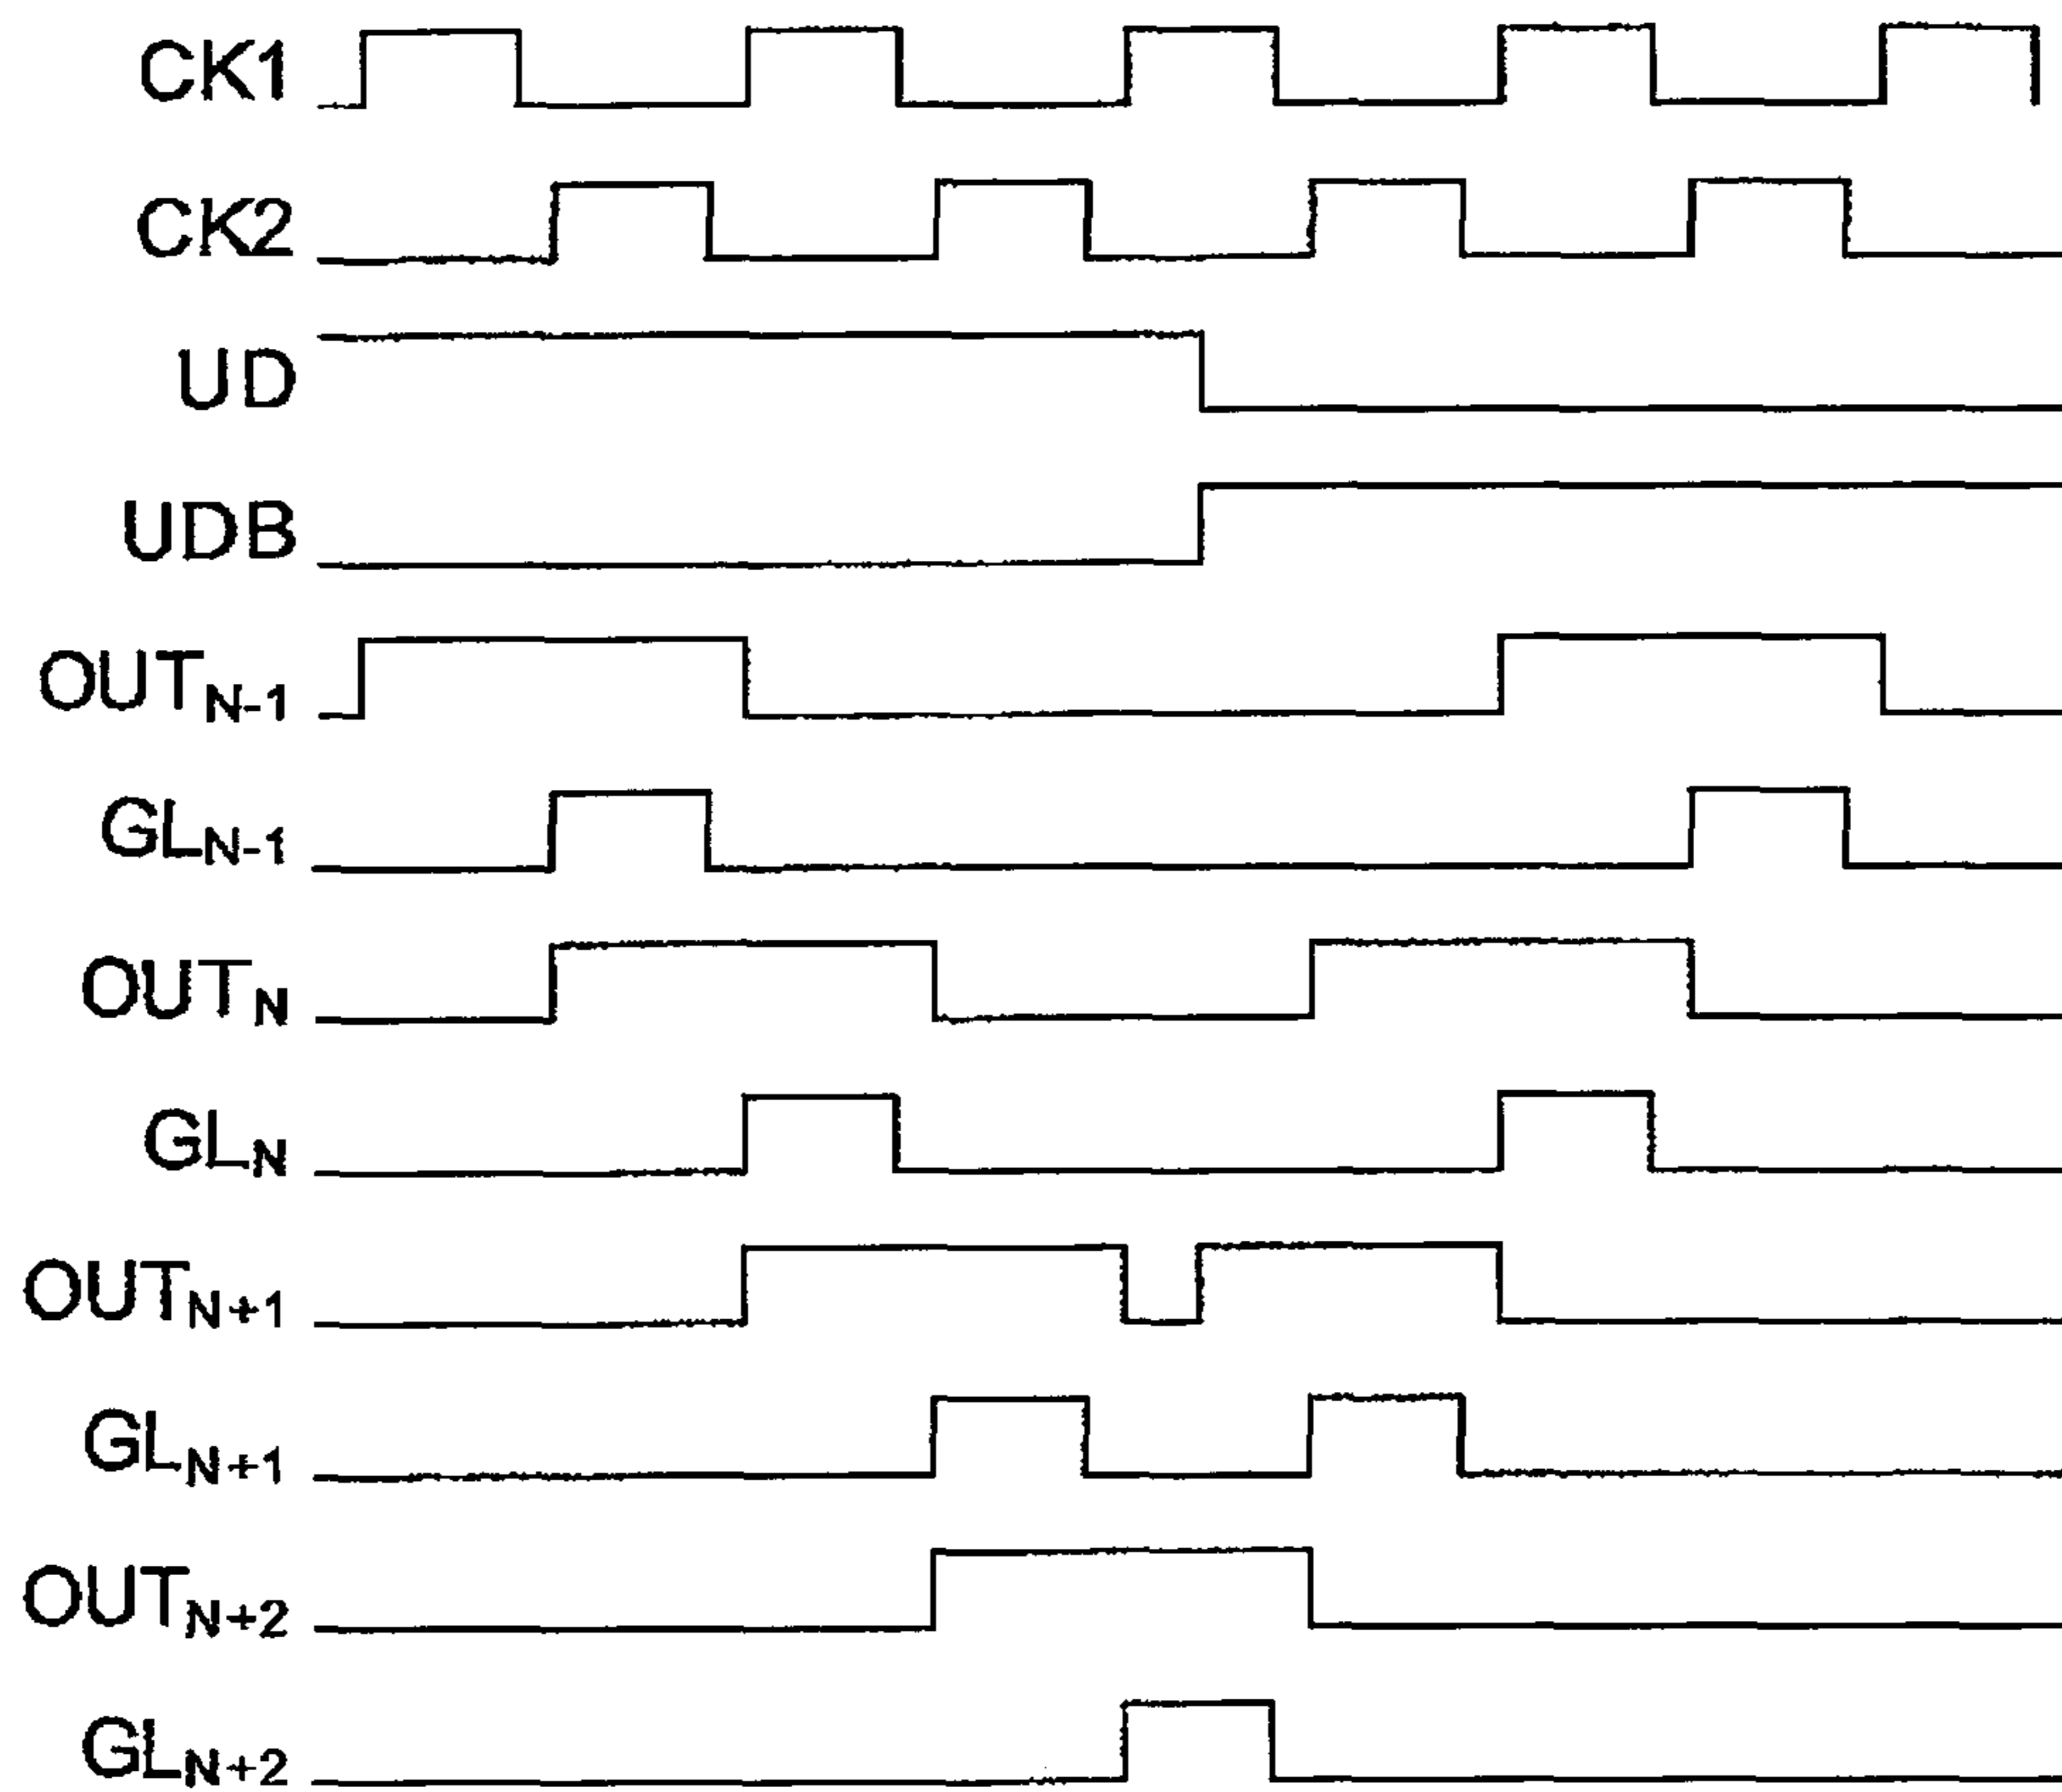 CK1
CK2
UD
UDB
OUTN-1
GLN-1
OUTN
GLN
OUTN+1
GLN+1
OUTN+2
GLN+2